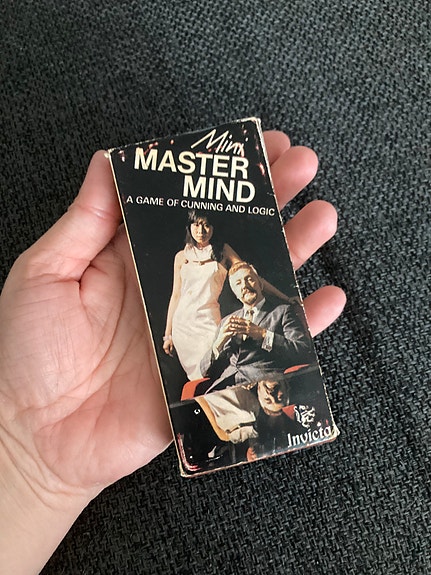 Mini
MASTER
MIND
A GAME OF CUNNING AND LOGIC
Invicta